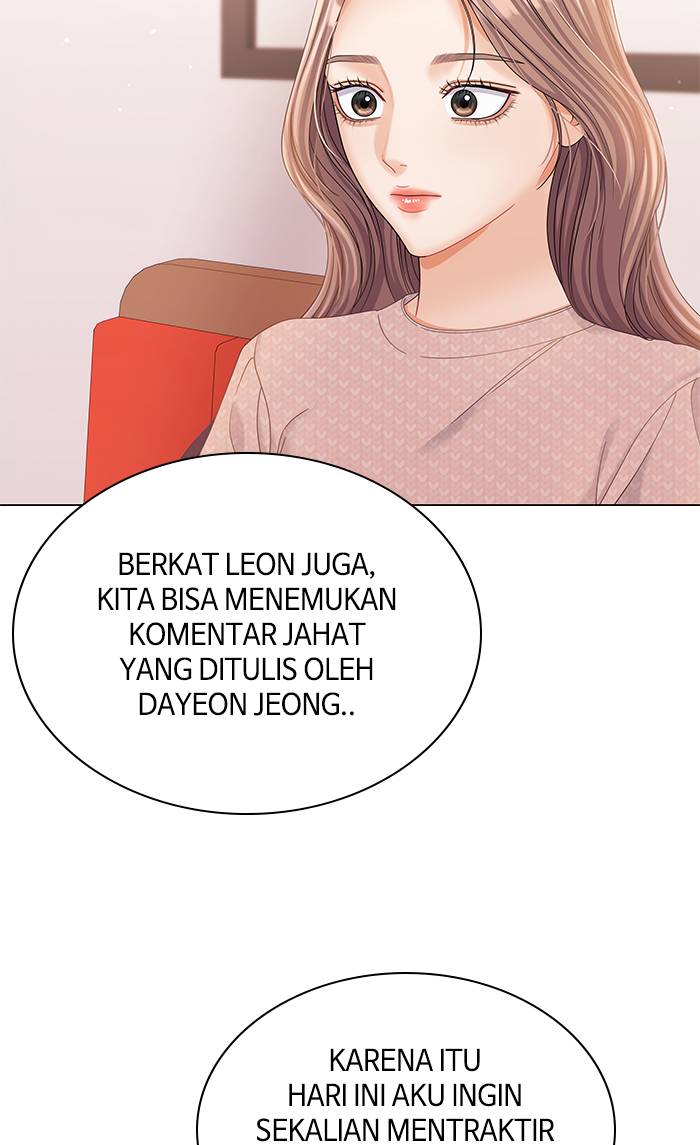 BERKAT LEON JUGA,
KITA BISA MENEMUKAN
KOMENTAR JAHAT
YANG DITULIS OLEH
DAYEON JEONG..
KARENA ITU
HARI INI AKU INGIN
SEKALIAN MENTRAKTIR